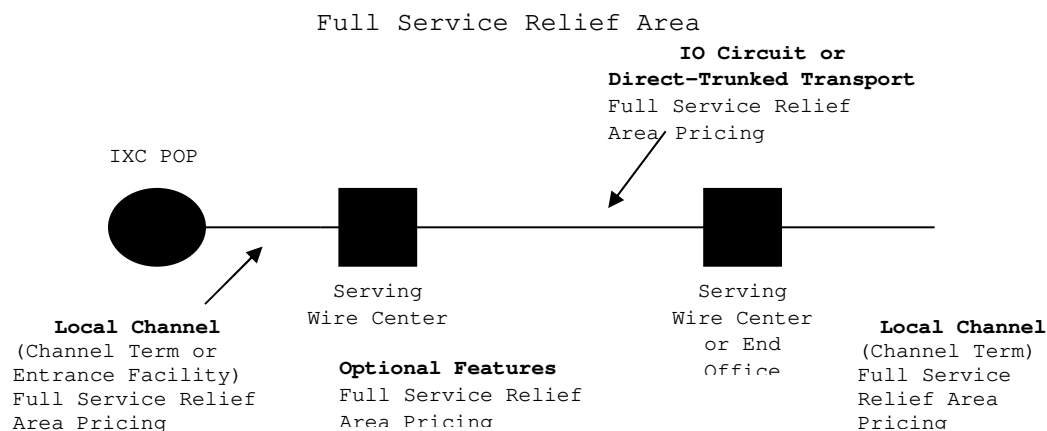 Full Service Relief Area
IO Circuit or
Direct-Trunked Transport
Full Service Relief
Area Pricing
IXC POP
Serving
Wire Center
Serving
Wire Center
or End
Office
Local Channel
(Channel Term or
Entrance Facility)
Full Service Relief
Area Pricing
Optional Features
Full Service Relief
Area Pricing
Local Channel
(Channel Term)
Full Service
Relief Area
Pricing